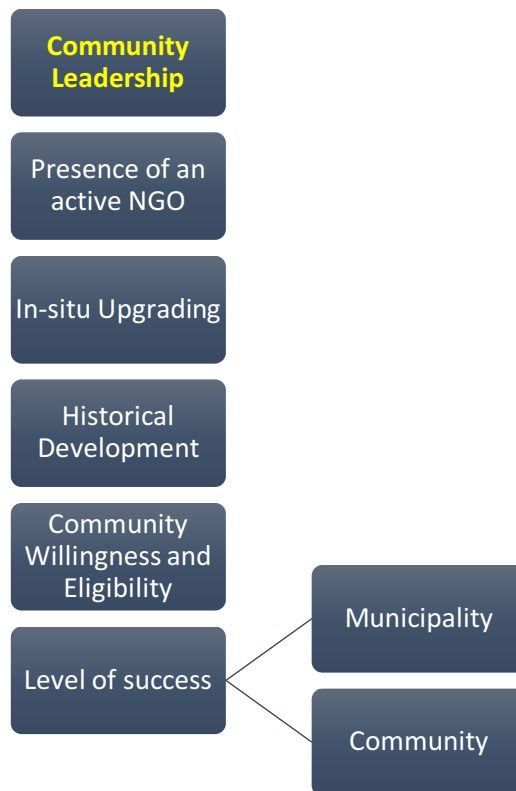 Community
Leadership
Presence of an
active NGO
In-situ Upgrading
Historical
Development
Community
Willingness and
Eligibility
Level of success
Municipality
Community